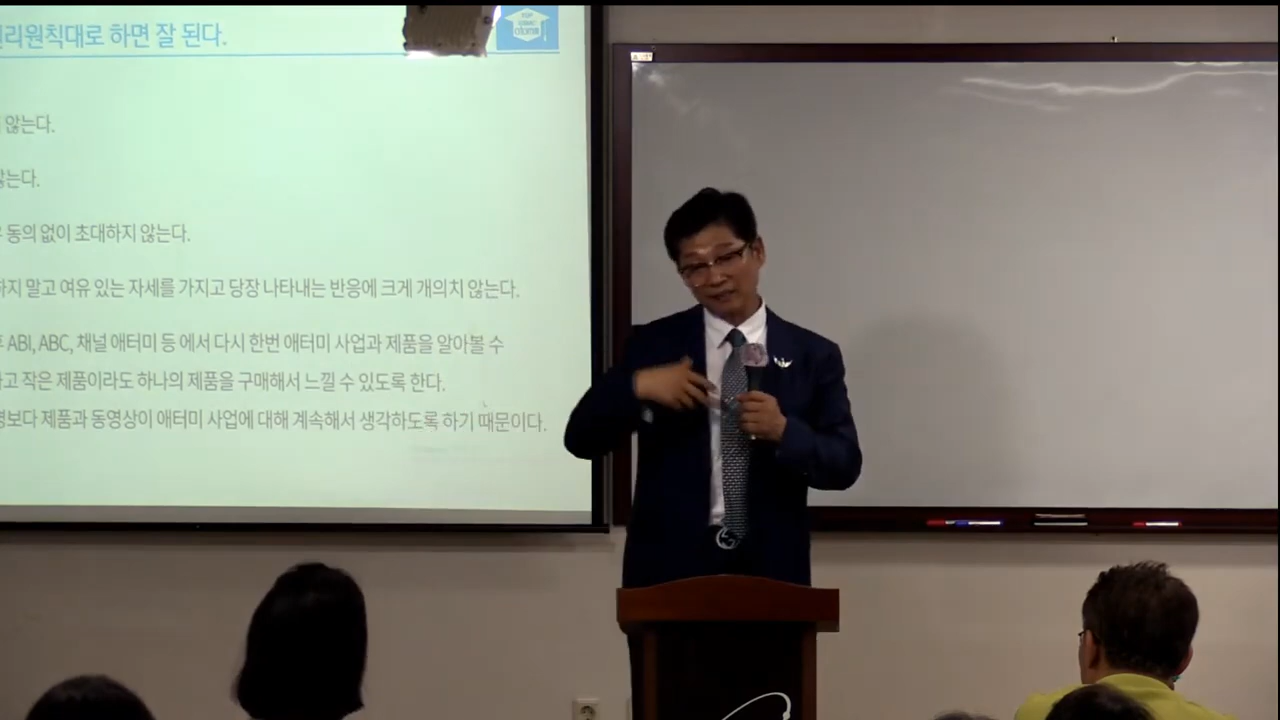 리원칙대로 하면 잘 된다.
TOP
않는다.
않는다.
동의 없이 초대하지 않는다.
하지 말고 여유 있는 자세를 가지고 당장 나타내는 반응에 크게 개의치 않는다.
후 ABI, ABC, 채널 애터미 등 에서 다시 한번 애터미 사업과 제품을 알아볼 수
하고 작은 제품이라도 하나의 제품을 구매해서 느낄 수 있도록 한다.
명보다 제품과 동영상이 애터미 사업에 대해 계속해서 생각하도록 하기 때문이다.